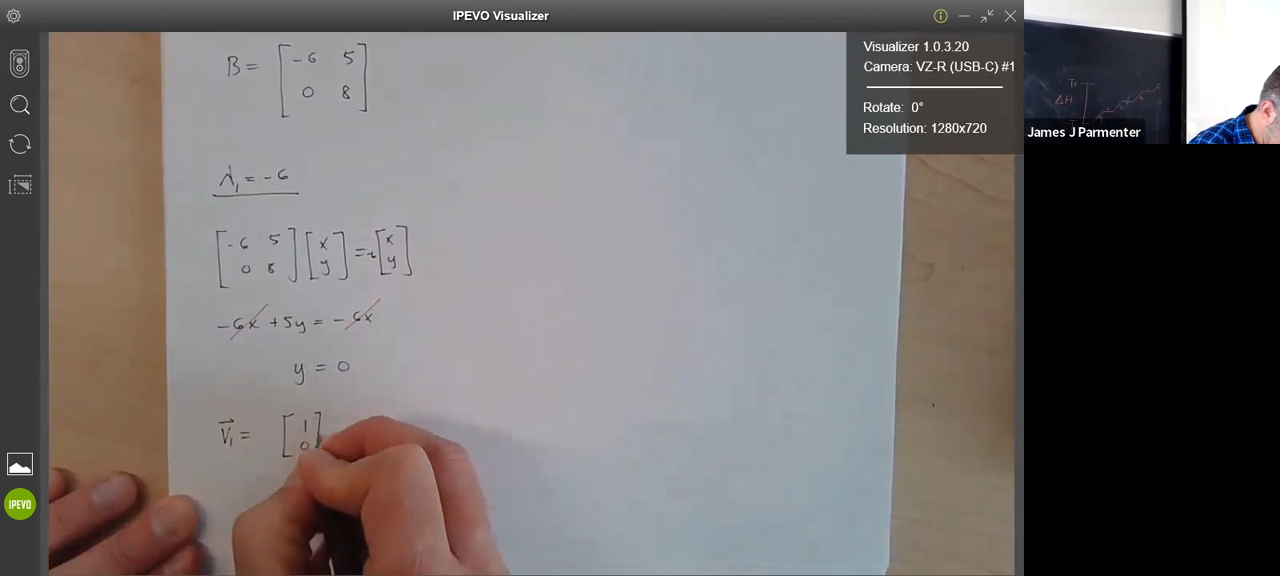 IPEVO Visualizer
Visualizer 1.0.3.20
Camera: VZ-R (USB-C) #1
Rotate: 0°
Resolution: 1280x720
James J Parmenter
ΔH
B = [-6 5
0 8]
λ₁ = -6
[-6 5
0 8] [x
y] = -6 [x
y]
-6x + 5y = -6x
y = 0
V⃗₁ = [1
0]
IPEVO